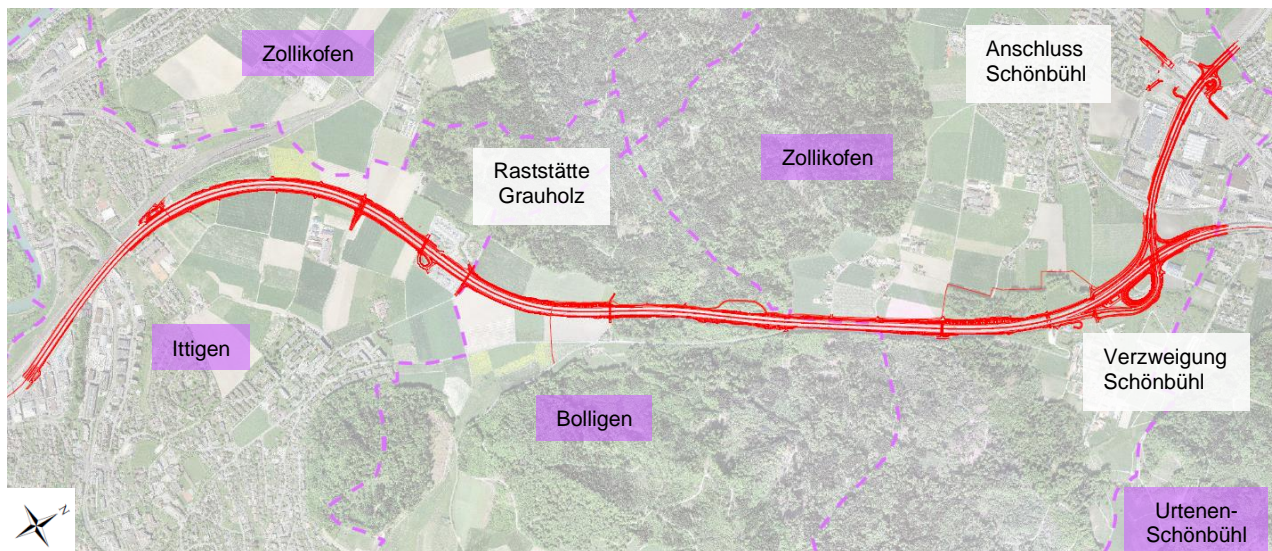 Zollikofen
Anschluss
Schönbühl
Raststätte
Grauholz
Zollikofen
Ittigen
Verzweigung
Schönbühl
Bolligen
Urtenen-
Schönbühl
N